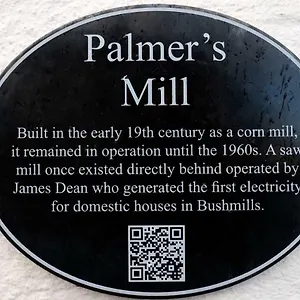 Palmer's
Mill
Built in the early 19th century as a corn mill,
it remained in operation until the 1960s. A saw
mill once existed directly behind operated by
James Dean who generated the first electricity
for domestic houses in Bushmills.